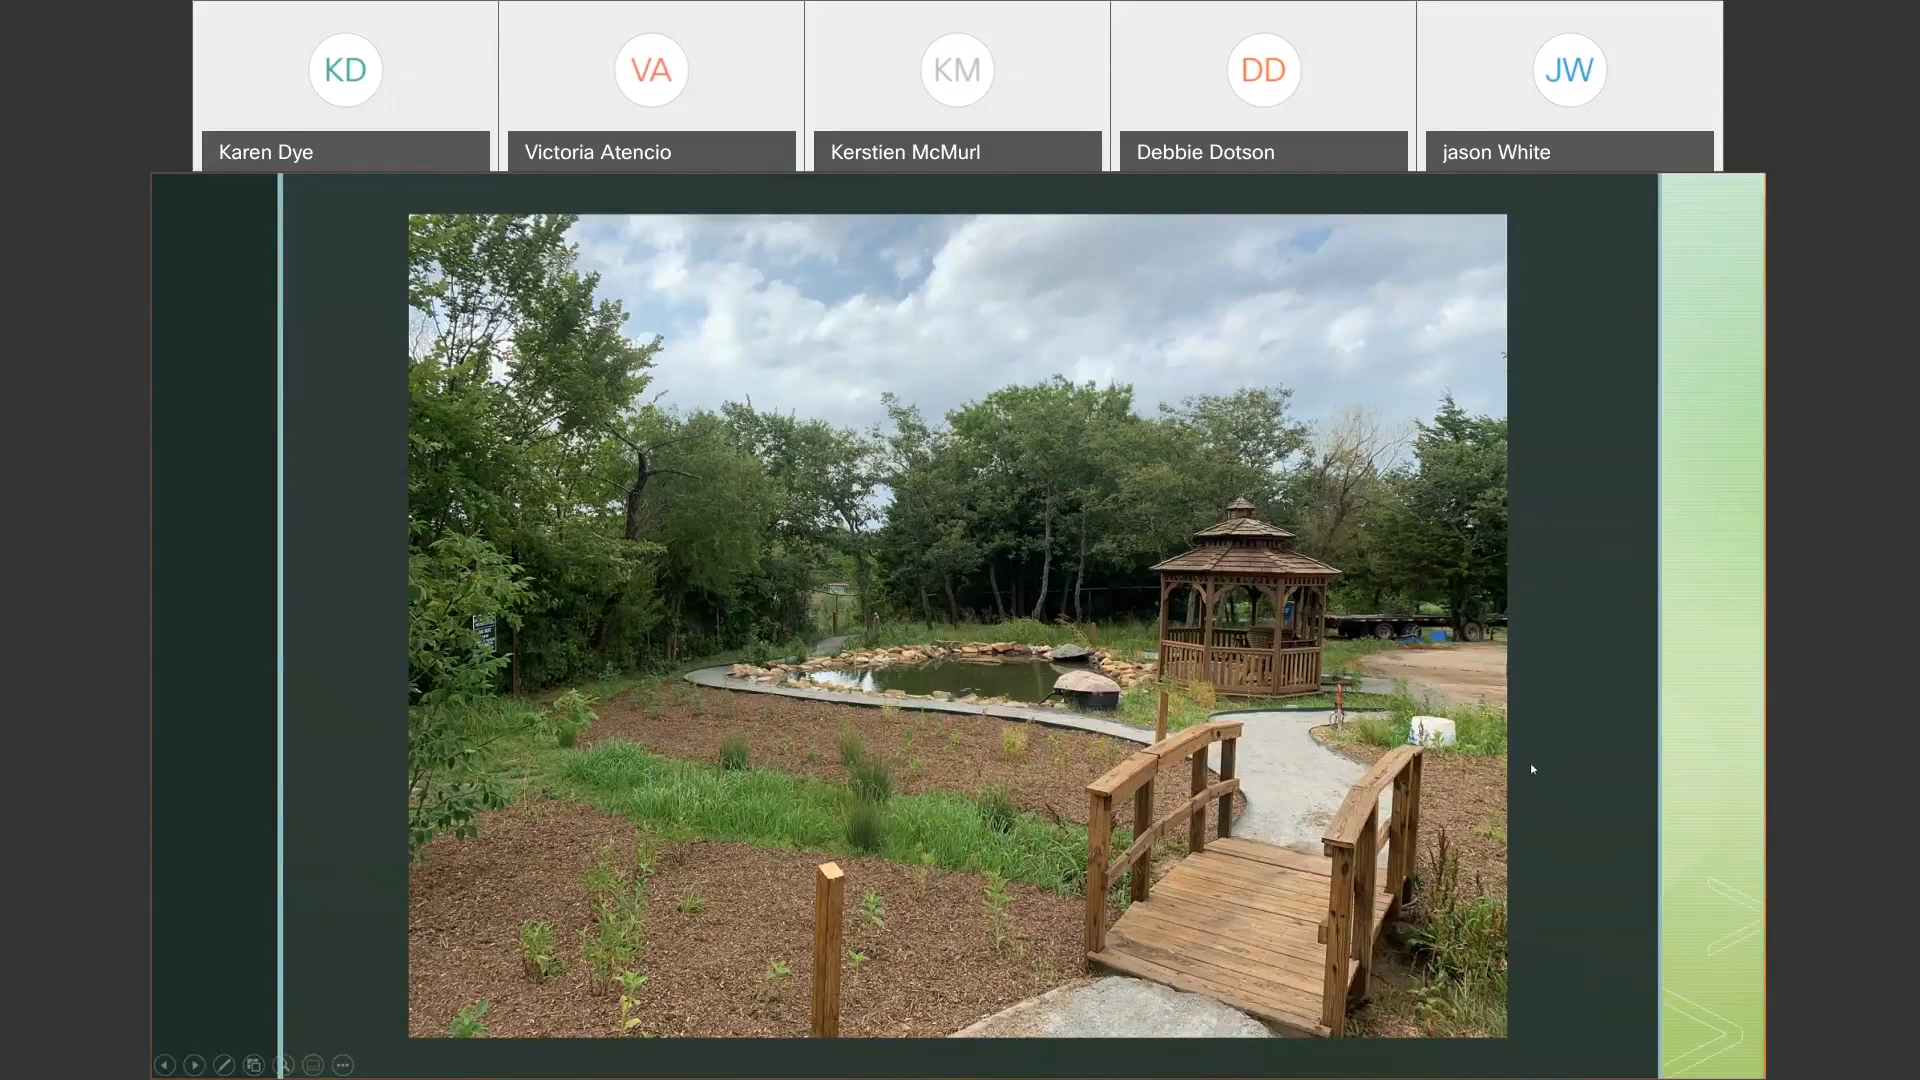 KD
VA
KM
DD
JW
Karen Dye
Victoria Atencio
Kerstien McMurl
Debbie Dotson
jason White